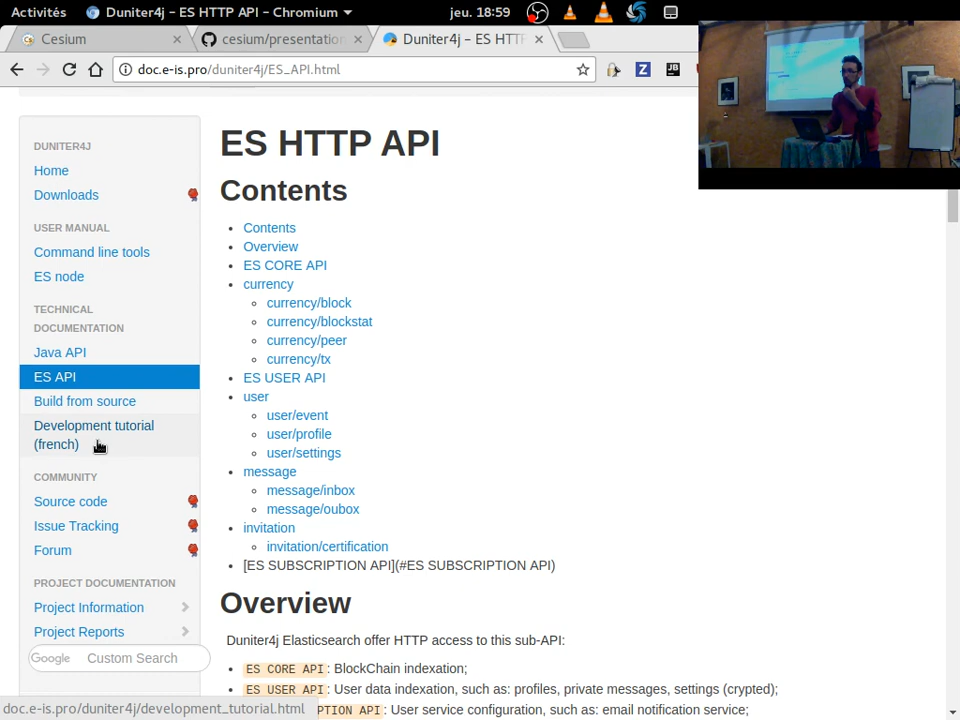 Activités
Duniter4j – ES HTTP API - Chromium
jeu. 18:59
Cesium
cesium/presentation
Duniter4j – ES HTT
doc.e-is.pro/duniter4j/ES_API.html
Z
JB
DUNITER4J
Home
Downloads
USER MANUAL
Command line tools
ES node
TECHNICAL
DOCUMENTATION
Java API
ES API
Build from source
Development tutorial
(french)
COMMUNITY
Source code
Issue Tracking
Forum
PROJECT DOCUMENTATION
Project Information
Project Reports
Google Custom Search
doc.e-is.pro/duniter4j/development_tutorial.html
ES HTTP API
Contents
Contents
Overview
ES CORE API
currency
currency/block
currency/blockstat
currency/peer
currency/tx
ES USER API
user
user/event
user/profile
user/settings
message
message/inbox
message/oubox
invitation
invitation/certification
[ES SUBSCRIPTION API](#ES SUBSCRIPTION API)
Overview
Duniter4j Elasticsearch offer HTTP access to this sub-API:
ES CORE API: BlockChain indexation;
ES USER API: User data indexation, such as: profiles, private messages, settings (crypted);
PTION API: User service configuration, such as: email notification service;